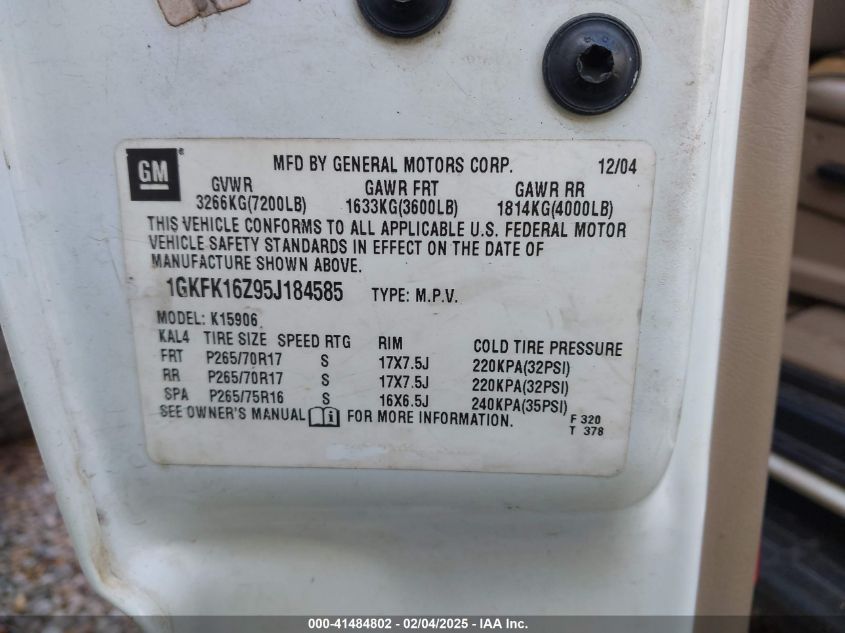 GM
MFD BY GENERAL MOTORS CORP. 12/04
GVWR GAWR FRT GAWR RR
3266KG(7200LB) 1633KG(3600LB) 1814KG(4000LB)
THIS VEHICLE CONFORMS TO ALL APPLICABLE U.S. FEDERAL MOTOR
VEHICLE SAFETY STANDARDS IN EFFECT ON THE DATE OF
MANUFACTURE SHOWN ABOVE.
1GKFK16Z95J184585 TYPE: M.P.V.
MODEL: K15906
KAL4 TIRE SIZE SPEED RTG RIM COLD TIRE PRESSURE
FRT P265/70R17 S 17X7.5J 220KPA(32PSI)
RR P265/70R17 S 17X7.5J 220KPA(32PSI)
SPA P265/75R16 S 16X6.5J 240KPA(35PSI)
SEE OWNER'S MANUAL i FOR MORE INFORMATION. F 320
T 378
000-41484802 - 02/04/2025 - IAA Inc.